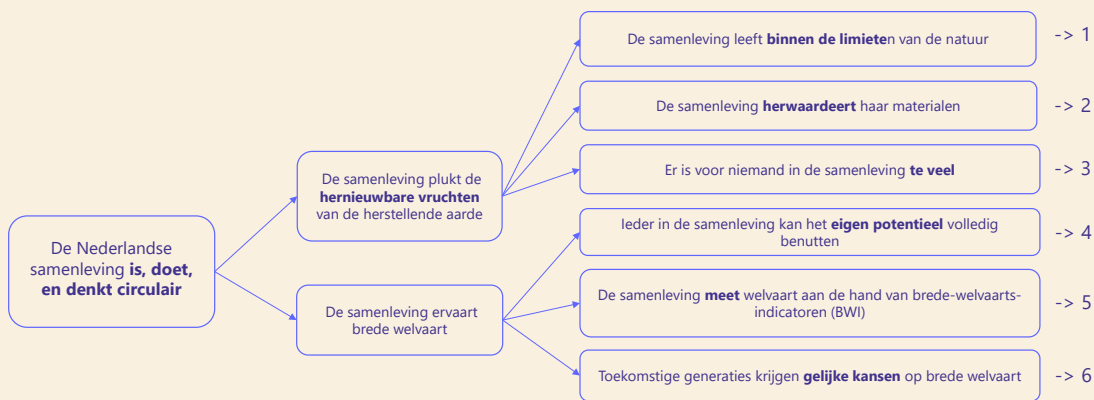 De samenleving leeft binnen de limieten van de natuur
-> 1
De samenleving herwaardeert haar materialen
-> 2
De samenleving plukt de
hernieuwbare vruchten
van de herstellende aarde
Er is voor niemand in de samenleving te veel
-> 3
De Nederlandse
samenleving is, doet,
en denkt circulair
Ieder in de samenleving kan het eigen potentieel volledig
benutten
-> 4
De samenleving ervaart
brede welvaart
De samenleving meet welvaart aan de hand van brede-welvaarts-
indicatoren (BWI)
-> 5
Toekomstige generaties krijgen gelijke kansen op brede welvaart
-> 6